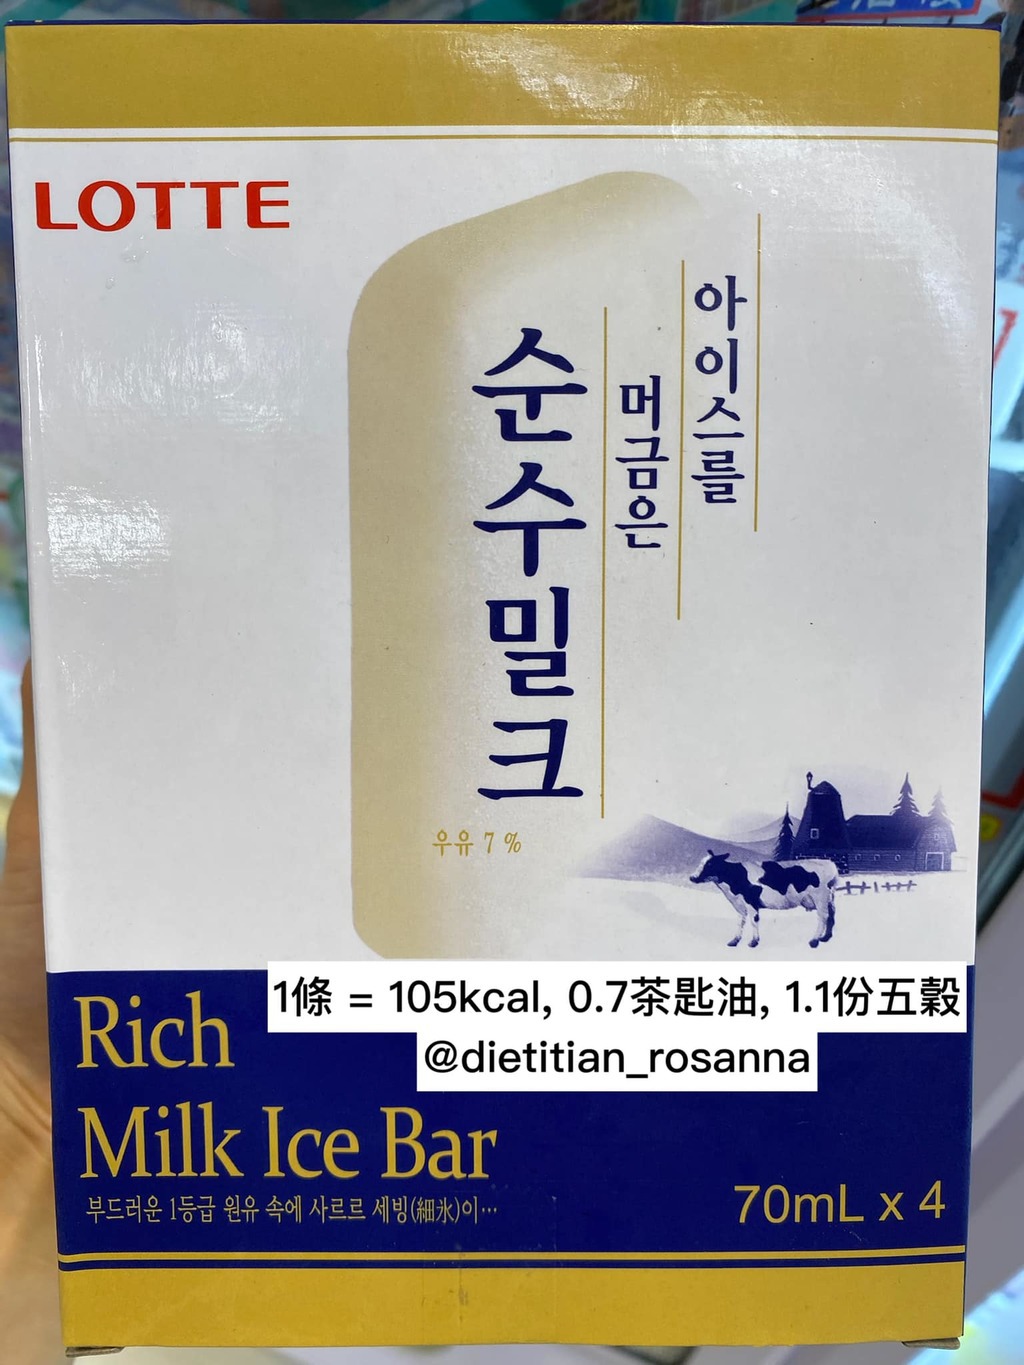 LOTTE
아이스를
머금은
순수밀크
우유 7 %
1條 = 105kcal, 0.7茶匙油, 1.1份五穀
@dietitian_rosanna
Rich
Milk Ice Bar
부드러운 1등급 원유 속에 사르르 세빙(細氷)이…
70mL x 4